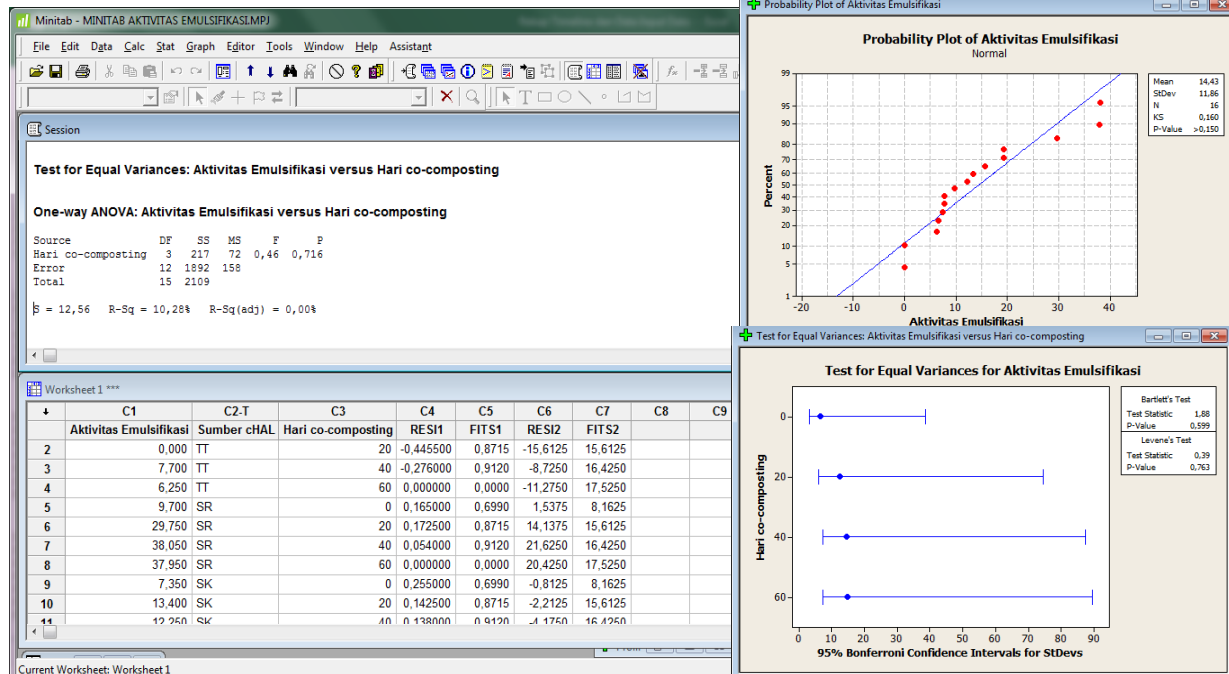 Minitab - MINITAB AKTIVITAS EMULSIFIKASI.MPJ
File Edit Data Calc Stat Graph Editor Tools Window Help Assistant
Session
Test for Equal Variances: Aktivitas Emulsifikasi versus Hari co-composting
One-way ANOVA: Aktivitas Emulsifikasi versus Hari co-composting
Source DF SS MS F P
Hari co-composting 3 217 72 0,46 0,716
Error 12 1892 158
Total 15 2109
S = 12,56 R-Sq = 10,28% R-Sq(adj) = 0,00%
Worksheet 1 ***
C1 C2-T C3 C4 C5 C6 C7 C8 C9
Aktivitas Emulsifikasi Sumber cHAL Hari co-composting RESI1 FITS1 RESI2 FITS2
2 0,000 TT 20 -0,445500 0,8715 -15,6125 15,6125
3 7,700 TT 40 -0,276000 0,9120 -8,7250 16,4250
4 6,250 TT 60 0,000000 0,0000 -11,2750 17,5250
5 9,700 SR 0 0,165000 0,6990 1,5375 8,1625
6 29,750 SR 20 0,172500 0,8715 14,1375 15,6125
7 38,050 SR 40 0,054000 0,9120 21,6250 16,4250
8 37,950 SR 60 0,000000 0,0000 20,4250 17,5250
9 7,350 SK 0 0,255000 0,6990 -0,8125 8,1625
10 13,400 SK 20 0,142500 0,8715 -2,2125 15,6125
11 12,250 SK 40 0,138000 0,9120 -4,1750 16,4250
Current Worksheet: Worksheet 1
Probability Plot of Aktivitas Emulsifikasi
Probability Plot of Aktivitas Emulsifikasi
Normal
Mean 14,43
StDev 11,86
N 16
KS 0,160
P-Value >0,150
Percent
99
95
90
80
70
60
50
40
30
20
10
5
1
-20 -10 0 10 20 30 40
Aktivitas Emulsifikasi
Test for Equal Variances: Aktivitas Emulsifikasi versus Hari co-composting
Test for Equal Variances for Aktivitas Emulsifikasi
Bartlett's Test
Test Statistic 1,88
P-Value 0,599
Levene's Test
Test Statistic 0,39
P-Value 0,763
Hari co-composting
0
20
40
60
0 10 20 30 40 50 60 70 80 90
95% Bonferroni Confidence Intervals for StDevs